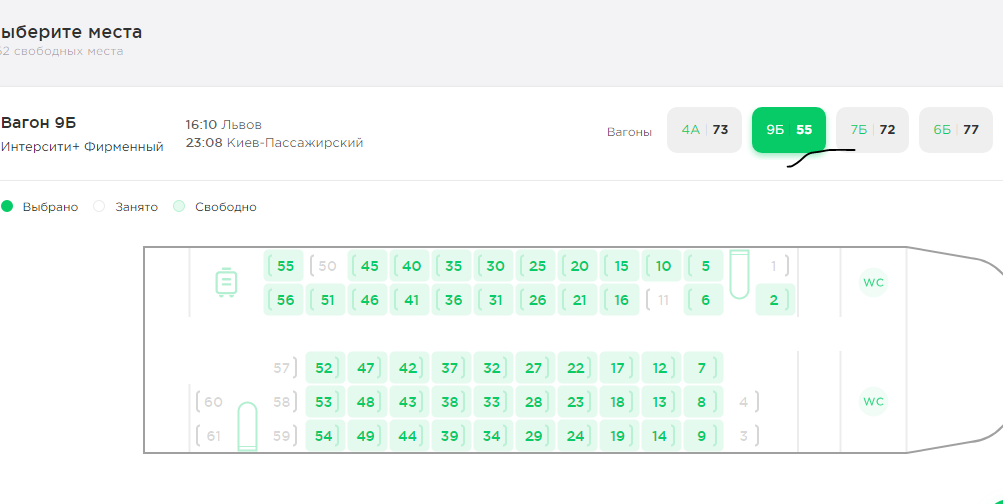 ыберите места
62 свободных места
Вагон 9Б
Интерсити+ Фирменный
16:10 Львов
23:08 Киев-Пассажирский
Вагоны
4А 73
9Б 55
7Б 72
6Б 77
Выбрано
Занято
Свободно
55 50 45 40 35 30 25 20 15 10 5 1 WC
56 51 46 41 36 31 26 21 16 11 6 2
57 52 47 42 37 32 27 22 17 12 7
60 58 53 48 43 38 33 28 23 18 13 8 4 WC
61 59 54 49 44 39 34 29 24 19 14 9 3